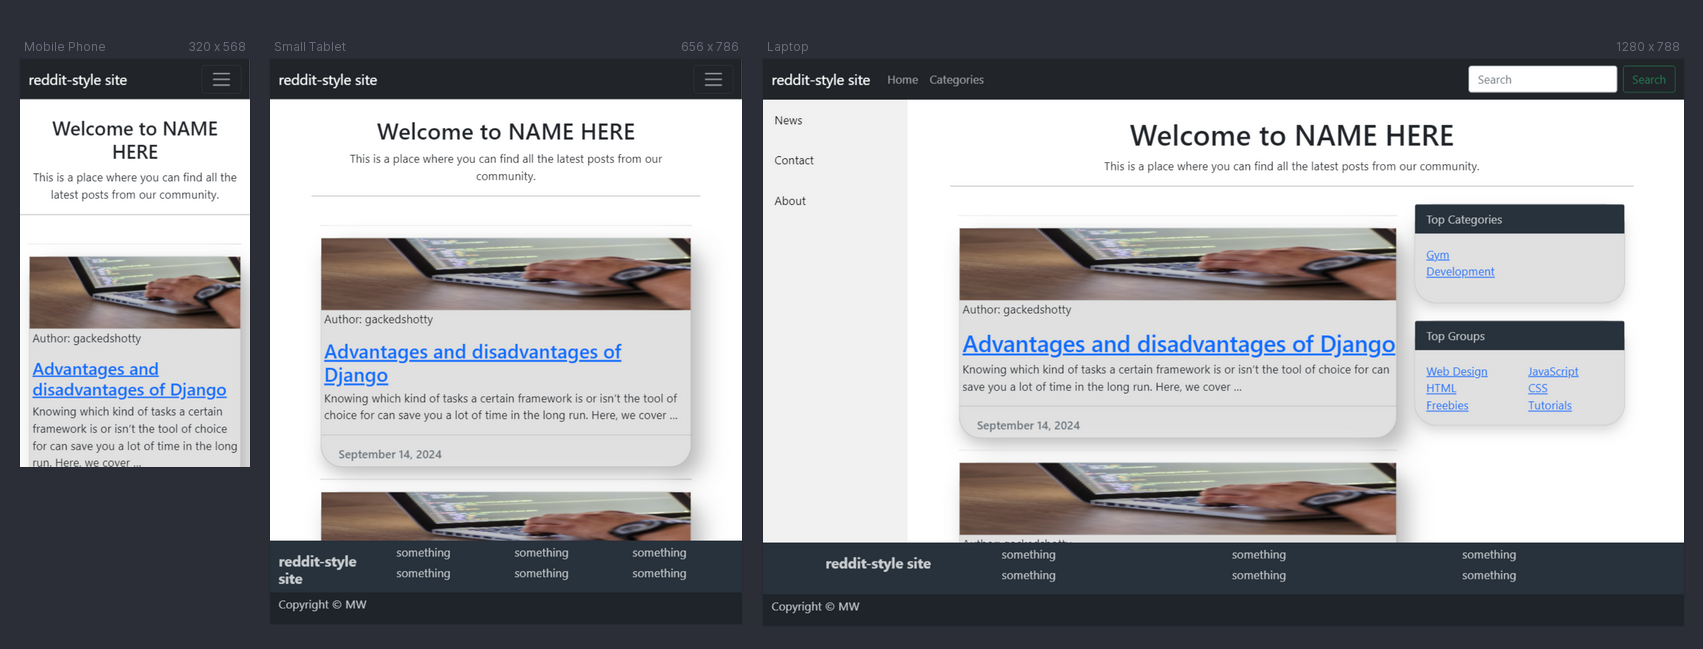 Mobile Phone 320 x 568
reddit-style site
Welcome to NAME
HERE
This is a place where you can find all the
latest posts from our community.
Author: gackedshotty
Advantages and
disadvantages of Django
Knowing which kind of tasks a certain
framework is or isn't the tool of choice
for can save you a lot of time in the long
run. Here, we cover ...
Small Tablet 656 x 786
reddit-style site
Welcome to NAME HERE
This is a place where you can find all the latest posts from our
community.
Author: gackedshotty
Advantages and disadvantages of
Django
Knowing which kind of tasks a certain framework is or isn't the tool of
choice for can save you a lot of time in the long run. Here, we cover ...
September 14, 2024
reddit-style
site
something something something
something something something
Copyright © MW
Laptop 1280 x 788
reddit-style site Home Categories Search Search
News
Contact
About
Welcome to NAME HERE
This is a place where you can find all the latest posts from our community.
Author: gackedshotty
Advantages and disadvantages of Django
Knowing which kind of tasks a certain framework is or isn't the tool of choice for can
save you a lot of time in the long run. Here, we cover ...
September 14, 2024
Author: gackedshotty
Top Categories
Gym
Development
Top Groups
Web Design JavaScript
HTML CSS
Freebies Tutorials
reddit-style site
something something something
something something something
Copyright © MW